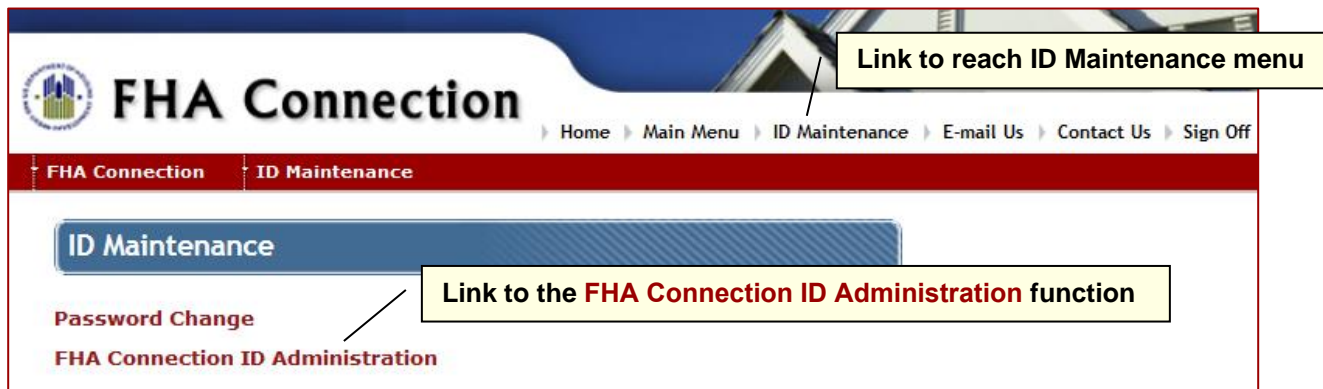 Link to reach ID Maintenance menu
FHA Connection
Home Main Menu ID Maintenance E-mail Us Contact Us Sign Off
FHA Connection ID Maintenance
ID Maintenance
Link to the FHA Connection ID Administration function
Password Change
FHA Connection ID Administration